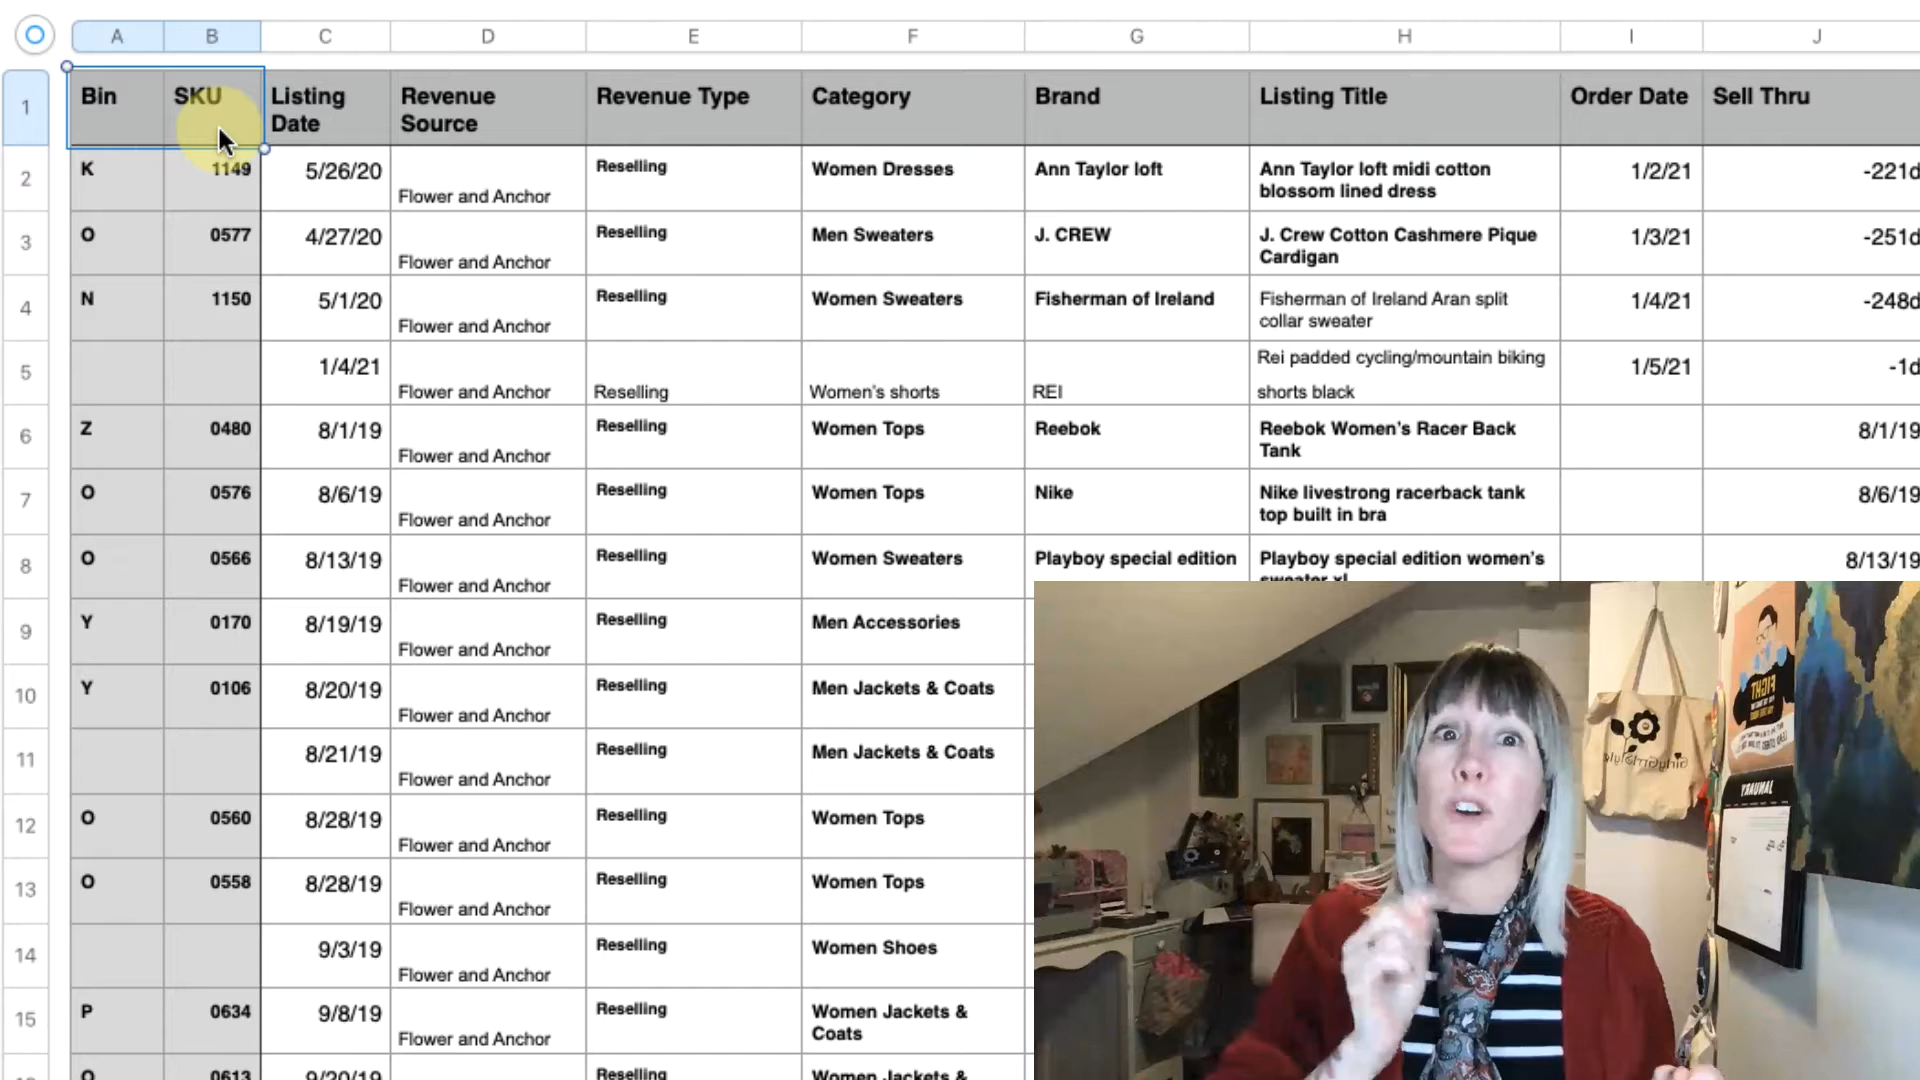 A B C D E F G H I J
1 Bin SKU Listing Date Revenue Source Revenue Type Category Brand Listing Title Order Date Sell Thru
2 K 1149 5/26/20 Flower and Anchor Reselling Women Dresses Ann Taylor loft Ann Taylor loft midi cotton blossom lined dress 1/2/21 -221d
3 O 0577 4/27/20 Flower and Anchor Reselling Men Sweaters J. CREW J. Crew Cotton Cashmere Pique Cardigan 1/3/21 -251d
4 N 1150 5/1/20 Flower and Anchor Reselling Women Sweaters Fisherman of Ireland Fisherman of Ireland Aran split collar sweater 1/4/21 -248d
5 1/4/21 Flower and Anchor Reselling Women's shorts REI Rei padded cycling/mountain biking shorts black 1/5/21 -1d
6 Z 0480 8/1/19 Flower and Anchor Reselling Women Tops Reebok Reebok Women's Racer Back Tank 8/1/19
7 O 0576 8/6/19 Flower and Anchor Reselling Women Tops Nike Nike livestrong racerback tank top built in bra 8/6/19
8 O 0566 8/13/19 Flower and Anchor Reselling Women Sweaters Playboy special edition Playboy special edition women's sweater xl 8/13/19
9 Y 0170 8/19/19 Flower and Anchor Reselling Men Accessories
10 Y 0106 8/20/19 Flower and Anchor Reselling Men Jackets & Coats
11 8/21/19 Flower and Anchor Reselling Men Jackets & Coats
12 O 0560 8/28/19 Flower and Anchor Reselling Women Tops
13 O 0558 8/28/19 Flower and Anchor Reselling Women Tops
14 9/3/19 Flower and Anchor Reselling Women Shoes
15 P 0634 9/8/19 Flower and Anchor Reselling Women Jackets & Coats
0613 9/20/19 Reselling Women Jackets &
FIGHT
JANUARY